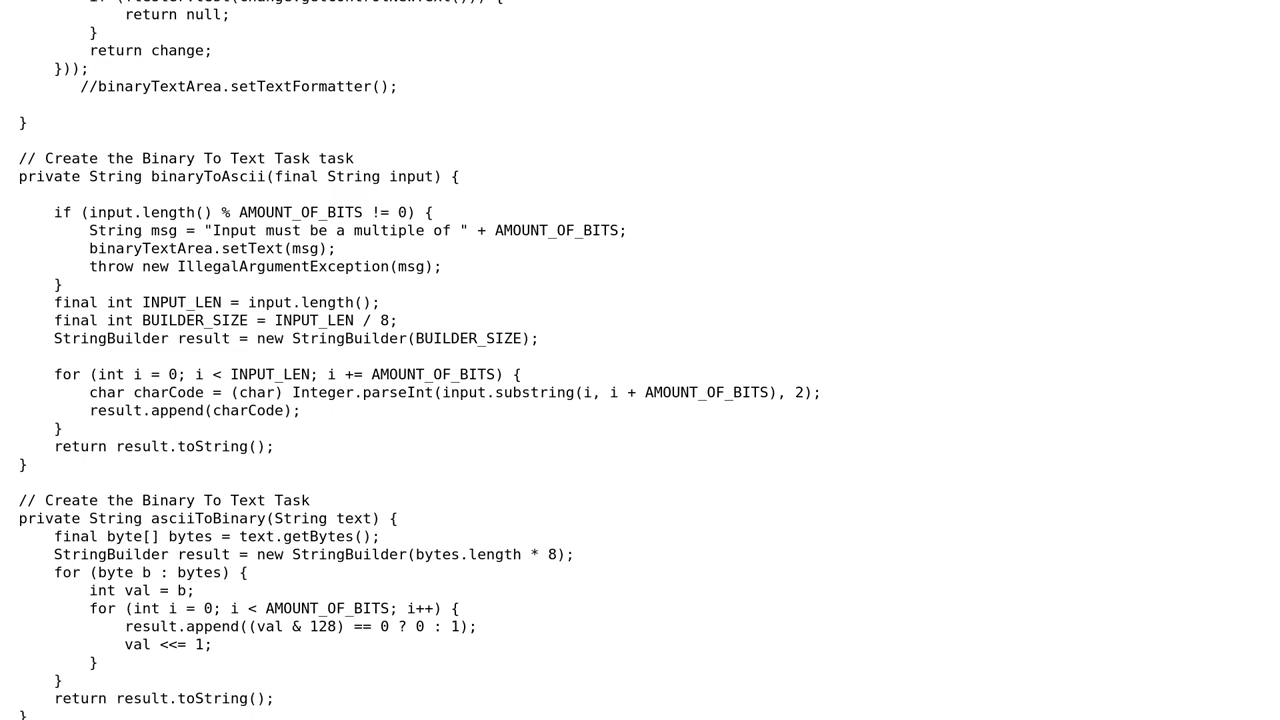 return null;
}
return change;
}));
//binaryTextArea.setTextFormatter();
}
// Create the Binary To Text Task task
private String binaryToAscii(final String input) {
if (input.length() % AMOUNT_OF_BITS != 0) {
String msg = "Input must be a multiple of " + AMOUNT_OF_BITS;
binaryTextArea.setText(msg);
throw new IllegalArgumentException(msg);
}
final int INPUT_LEN = input.length();
final int BUILDER_SIZE = INPUT_LEN / 8;
StringBuilder result = new StringBuilder(BUILDER_SIZE);
for (int i = 0; i < INPUT_LEN; i += AMOUNT_OF_BITS) {
char charCode = (char) Integer.parseInt(input.substring(i, i + AMOUNT_OF_BITS), 2);
result.append(charCode);
}
return result.toString();
}
// Create the Binary To Text Task
private String asciiToBinary(String text) {
final byte[] bytes = text.getBytes();
StringBuilder result = new StringBuilder(bytes.length * 8);
for (byte b : bytes) {
int val = b;
for (int i = 0; i < AMOUNT_OF_BITS; i++) {
result.append((val & 128) == 0 ? 0 : 1);
val <<= 1;
}
}
return result.toString();
}